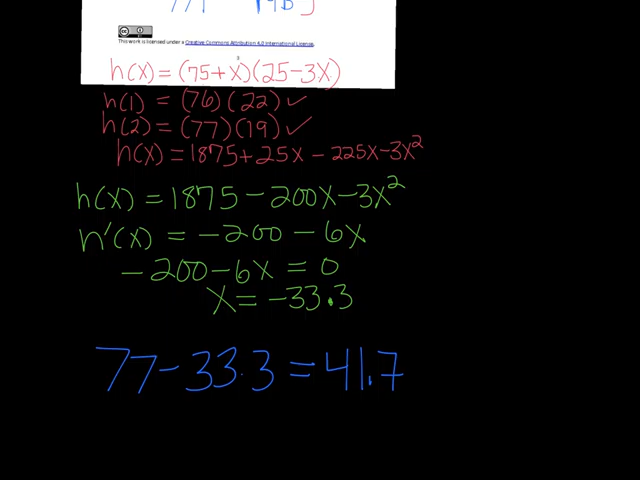 This work is licensed under a Creative Commons Attribution 4.0 International License.
h(x) = (75+x)(25-3x)
h(1) = (76)(22) ✓
h(2) = (77)(19) ✓
h(x) = 1875+25x - 225x-3x²
h(x) = 1875 - 200x - 3x²
h'(x) = -200 - 6x
-200-6x = 0
x = -33.3
77-33.3 = 41.7